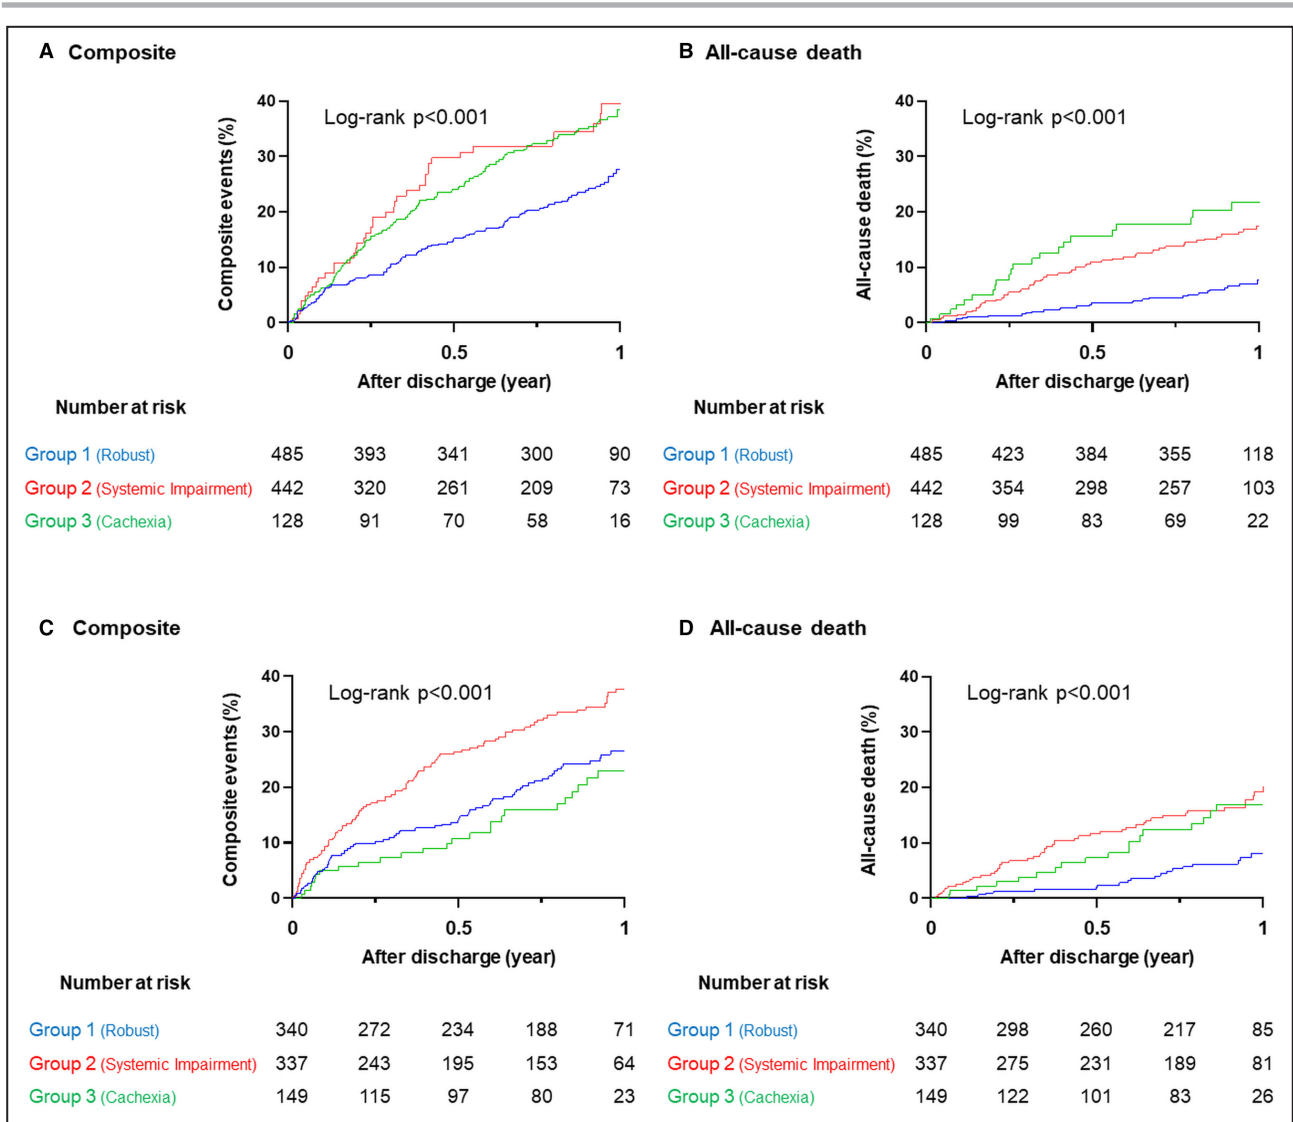 A Composite
Composite events (%)
40
30
20
10
0
Log-rank p<0.001
0 0.5 1
After discharge (year)
Number at risk
Group 1 (Robust) 485 393 341 300 90
Group 2 (Systemic Impairment) 442 320 261 209 73
Group 3 (Cachexia) 128 91 70 58 16
B All-cause death
All-cause death (%)
40
30
20
10
0
Log-rank p<0.001
0 0.5 1
After discharge (year)
Number at risk
Group 1 (Robust) 485 423 384 355 118
Group 2 (Systemic Impairment) 442 354 298 257 103
Group 3 (Cachexia) 128 99 83 69 22
C Composite
Composite events (%)
40
30
20
10
0
Log-rank p<0.001
0 0.5 1
After discharge (year)
Number at risk
Group 1 (Robust) 340 272 234 188 71
Group 2 (Systemic Impairment) 337 243 195 153 64
Group 3 (Cachexia) 149 115 97 80 23
D All-cause death
All-cause death (%)
40
30
20
10
0
Log-rank p<0.001
0 0.5 1
After discharge (year)
Number at risk
Group 1 (Robust) 340 298 260 217 85
Group 2 (Systemic Impairment) 337 275 231 189 81
Group 3 (Cachexia) 149 122 101 83 26